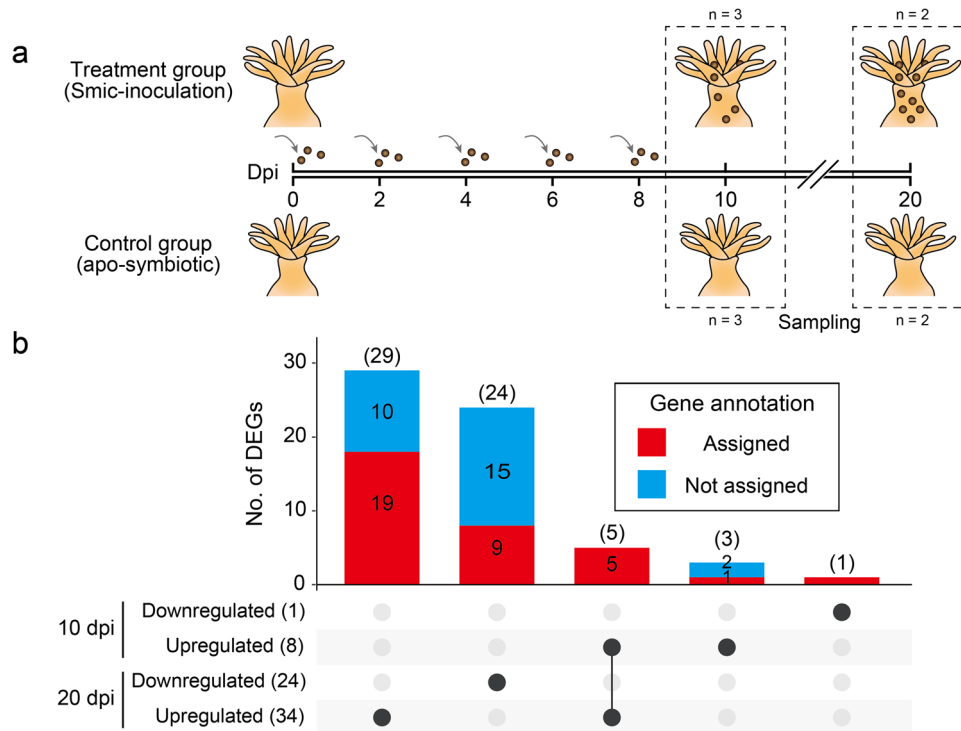 a
n = 3
n = 2
Treatment group
(Smic-inoculation)
Dpi
0 2 4 6 8 10 20
Control group
(apo-symbiotic)
n = 3
Sampling
n = 2
b
No. of DEGs
30
20
10
0
(29)
10
19
(24)
15
9
(5)
5
(3)
2
1
(1)
Gene annotation
Assigned
Not assigned
10 dpi
Downregulated (1)
Upregulated (8)
20 dpi
Downregulated (24)
Upregulated (34)